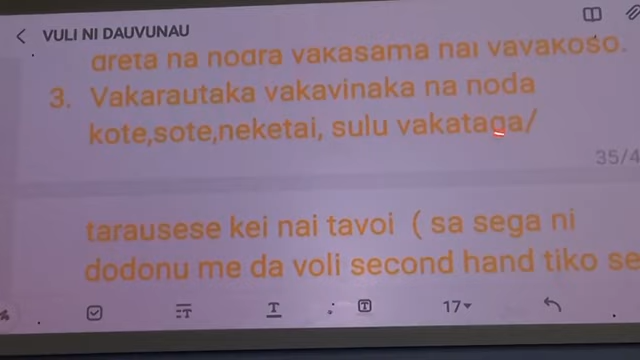 VULI NI DAUVUNAU
areta na nodra vakasama nai vavakoso.
3. Vakarautaka vakavinaka na noda
kote,sote,neketai, sulu vakataga/
35/4
tarausese kei nai tavoi ( sa sega ni
dodonu me da voli second hand tiko se
17